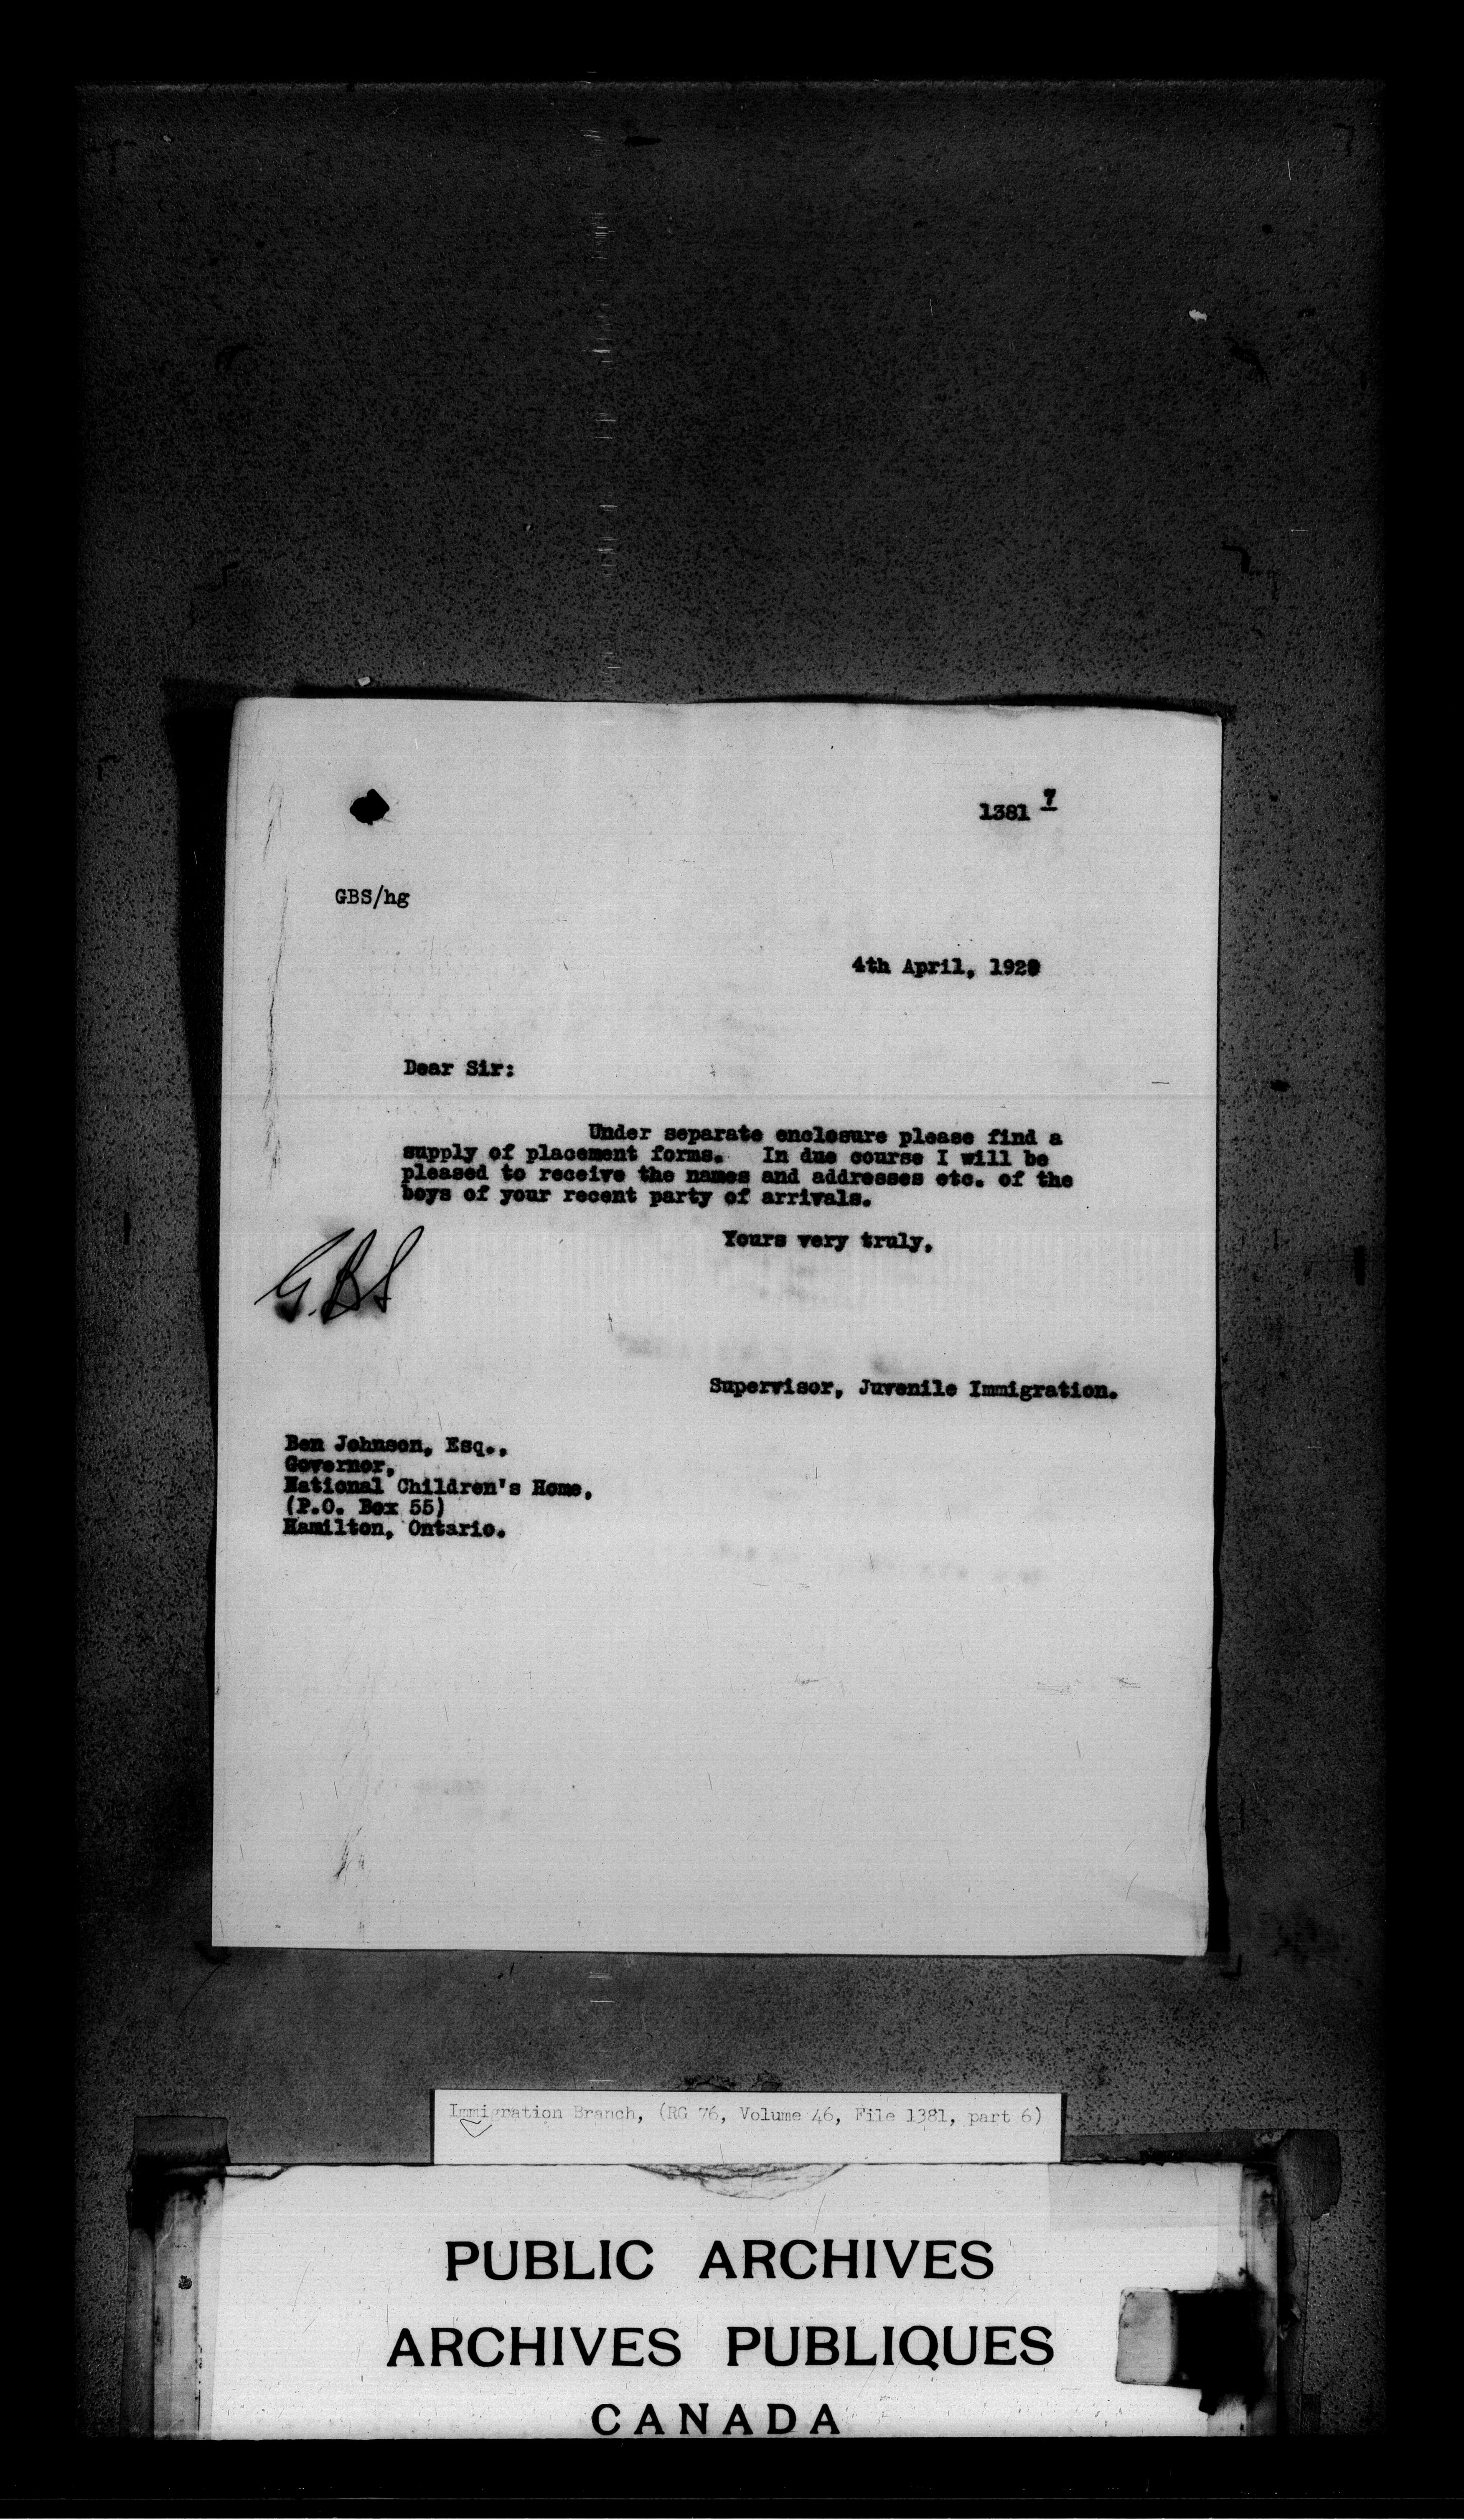 1381 7
GBS/hg
4th April, 1929
Dear Sir:
Under separate enclosure please find a
supply of placement forms. In due course I will be
pleased to receive the names and addresses etc. of the
boys of your recent party of arrivals.
Yours very truly,
G.B.S
Supervisor, Juvenile Immigration.
Ben Johnson, Esq.,
Governor,
National Children's Home,
(P.O. Box 55)
Hamilton, Ontario.
Immigration Branch, (RG 76, Volume 46, File 1381, part 6)
PUBLIC ARCHIVES
ARCHIVES PUBLIQUES
CANADA